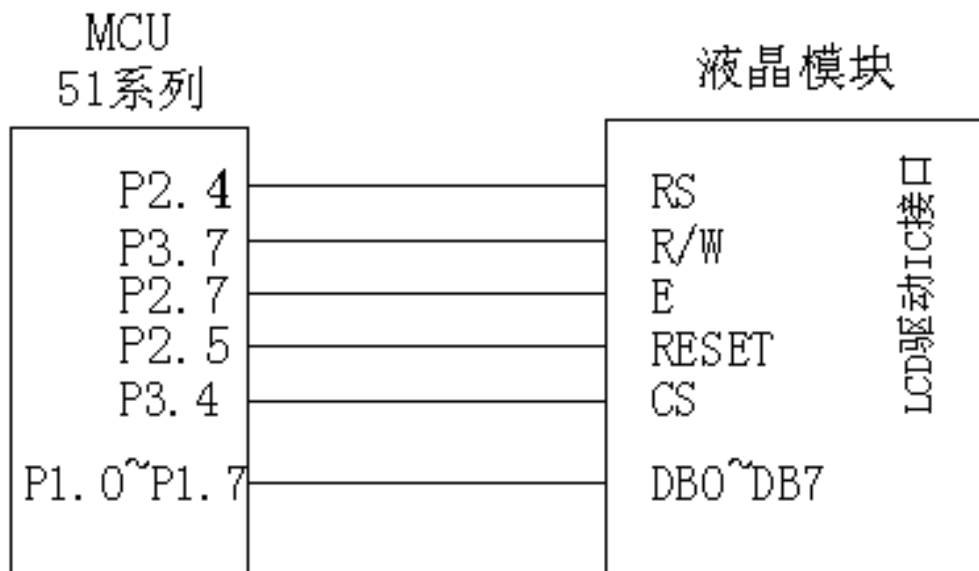 MCU
51系列
P2.4
P3.7
P2.7
P2.5
P3.4
P1.0~P1.7
液晶模块
RS
R/W
E
RESET
CS
DB0~DB7
LCD驱动IC接口